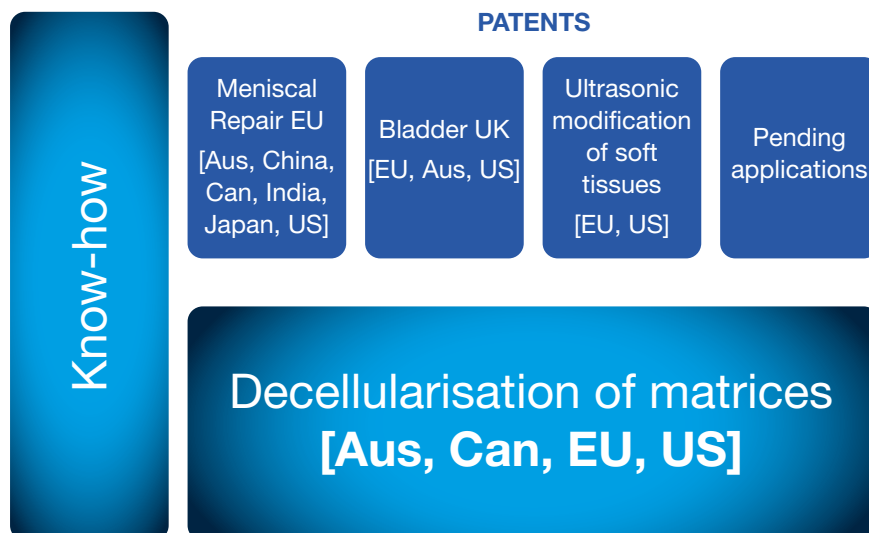 PATENTS
Know-how
Meniscal
Repair EU
[Aus, China,
Can, India,
Japan, US]
Bladder UK
[EU, Aus, US]
Ultrasonic
modification
of soft
tissues
[EU, US]
Pending
applications
Decellularisation of matrices
[Aus, Can, EU, US]